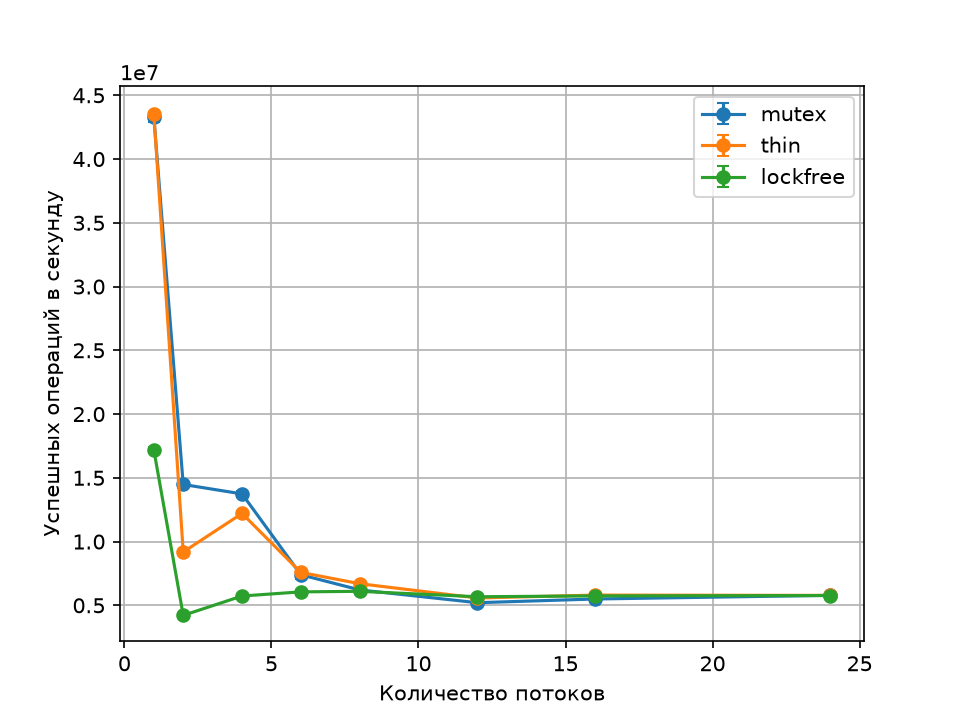 1e7
4.5
4.0
3.5
3.0
2.5
2.0
1.5
1.0
0.5
Успешных операций в секунду
mutex
thin
lockfree
0 5 10 15 20 25
Количество потоков